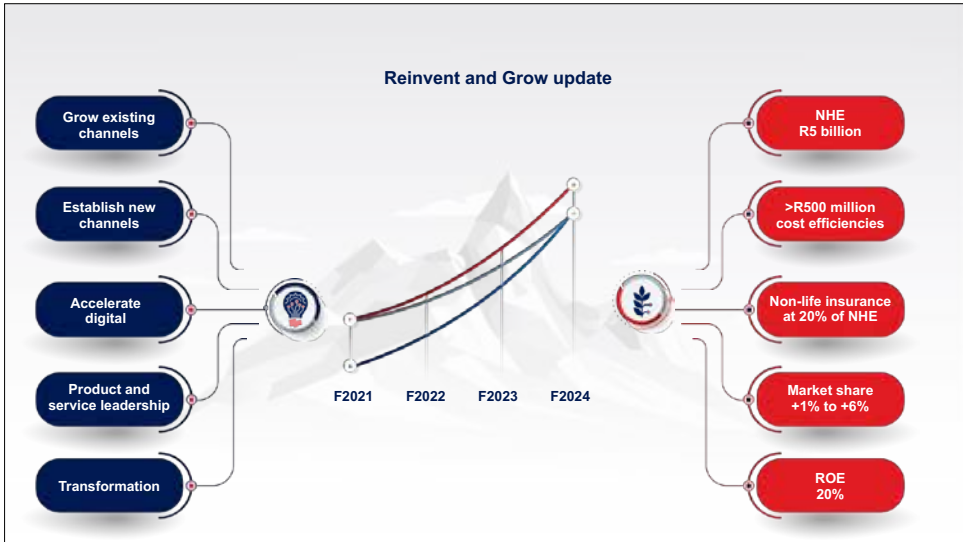 Reinvent and Grow update
Grow existing
channels
Establish new
channels
Accelerate
digital
Product and
service leadership
Transformation
F2021
F2022
F2023
F2024
NHE
R5 billion
>R500 million
cost efficiencies
Non-life insurance
at 20% of NHE
Market share
+1% to +6%
ROE
20%